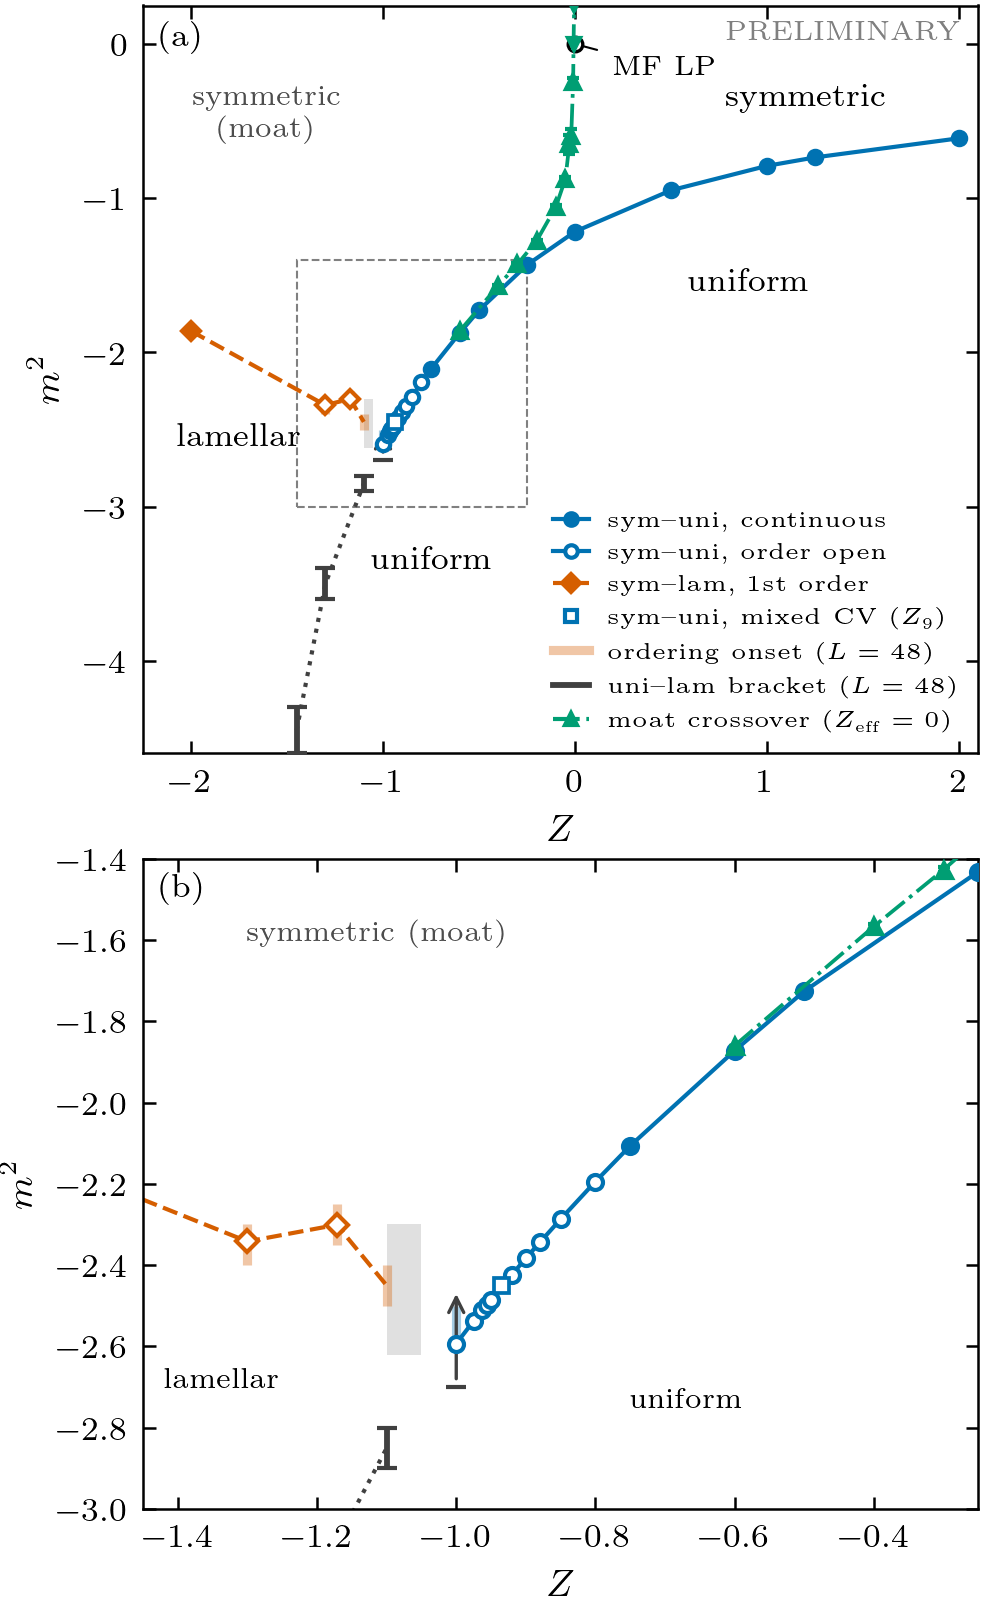 (a)
PRELIMINARY
MF LP
symmetric
(moat)
symmetric
uniform
lamellar
uniform
sym–uni, continuous
sym–uni, order open
sym–lam, 1st order
sym–uni, mixed CV (Z₉)
ordering onset (L = 48)
uni–lam bracket (L = 48)
moat crossover (Z_eff = 0)
0
−1
−2
−3
−4
m²
−2 −1 0 1 2
Z
(b)
symmetric (moat)
lamellar
uniform
−1.4
−1.6
−1.8
−2.0
−2.2
−2.4
−2.6
−2.8
−3.0
m²
−1.4 −1.2 −1.0 −0.8 −0.6 −0.4
Z